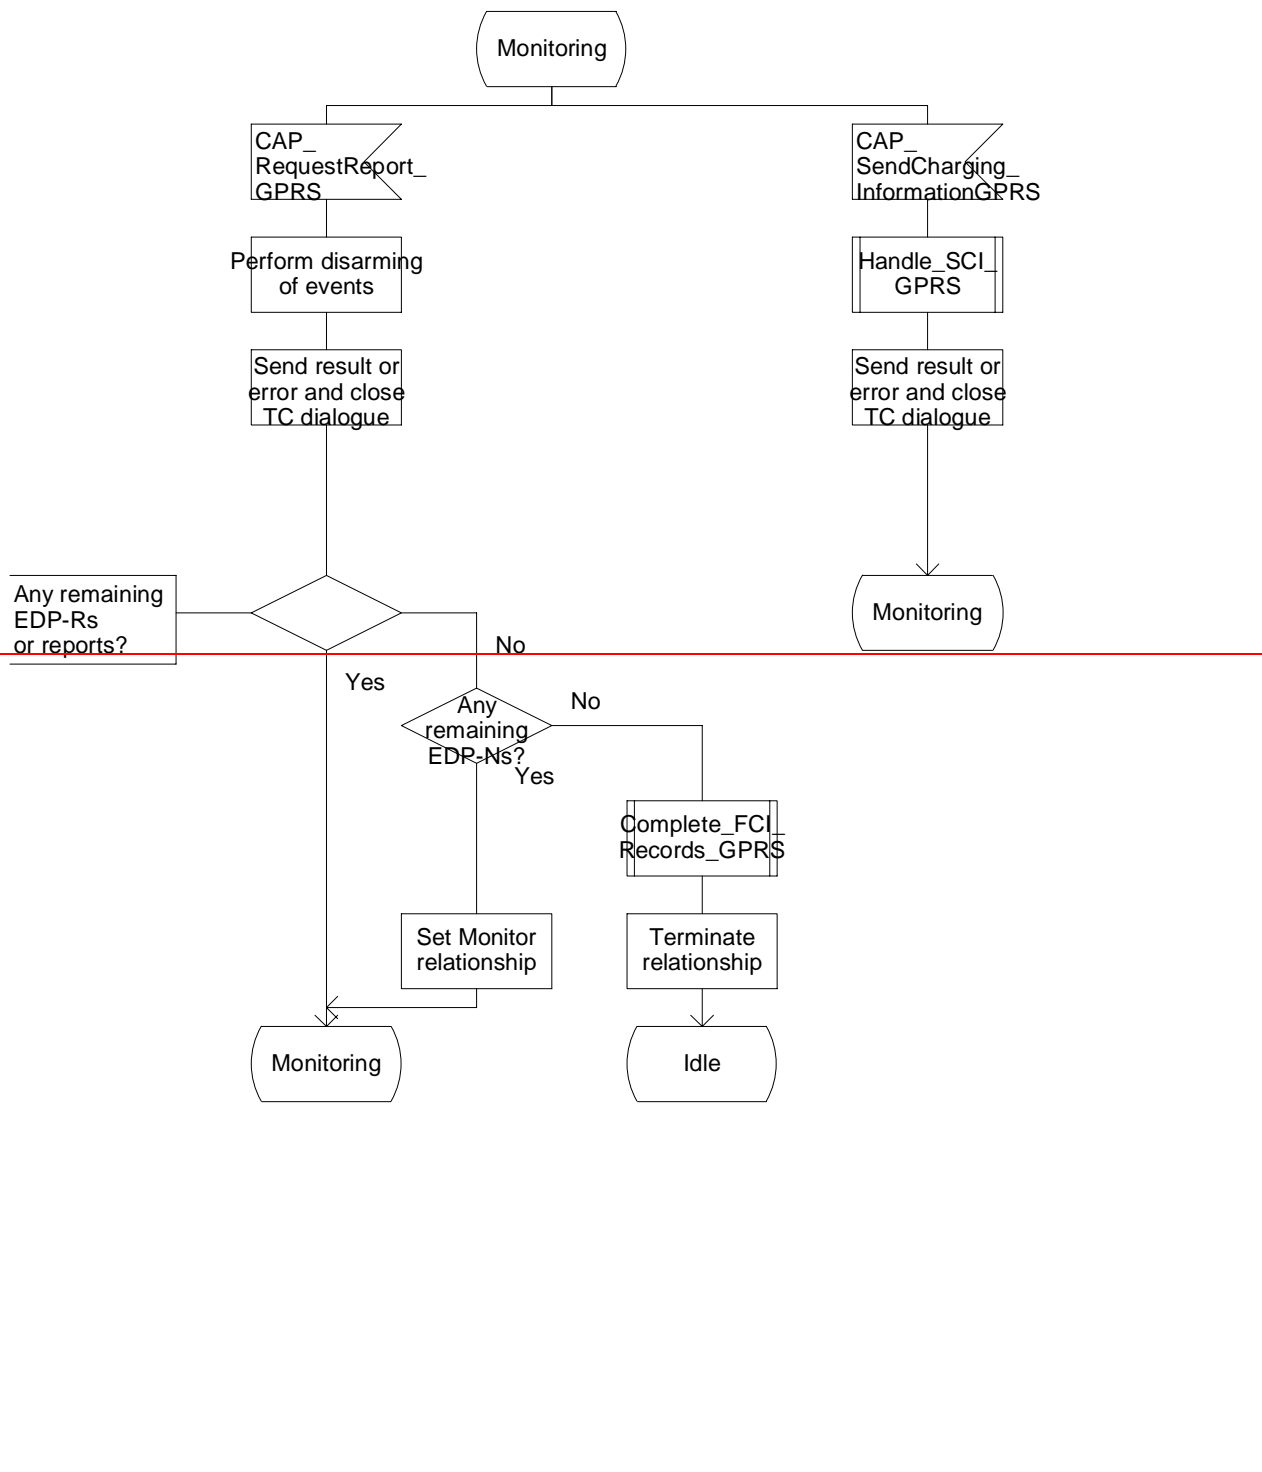 Monitoring
CAP_
RequestReport_
GPRS
CAP_
SendCharging_
InformationGPRS
Perform disarming
of events
Handle_SCI_
GPRS
Send result or
error and close
TC dialogue
Send result or
error and close
TC dialogue
Any remaining
EDP-Rs
or reports?
Monitoring
No
Yes
Any
remaining
EDP-Ns?
No
Yes
Complete_FCI_
Records_GPRS
Set Monitor
relationship
Terminate
relationship
Monitoring
Idle